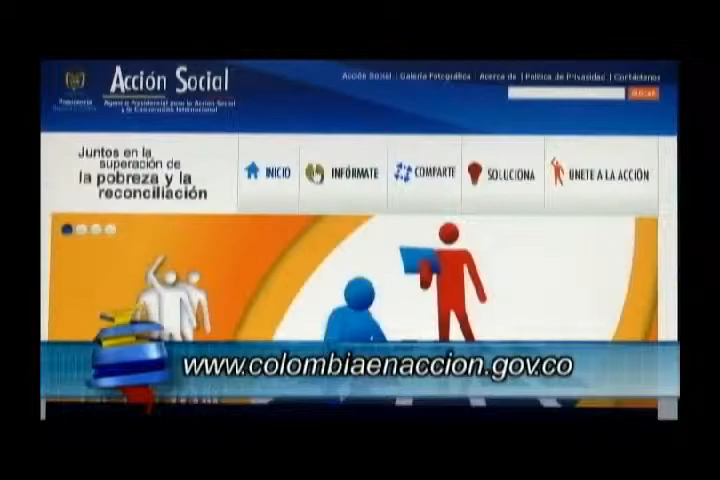 Acción Social
Agencia Presidencial para la Acción Social
y la Cooperación Internacional
Acción Social | Galería Fotográfica | Acerca de | Política de Privacidad | Contáctenos
BUSCAR
Juntos en la
superación de
la pobreza y la
reconciliación
INICIO
INFÓRMATE
COMPARTE
SOLUCIONA
ÚNETE A LA ACCIÓN
www.colombiaenaccion.gov.co